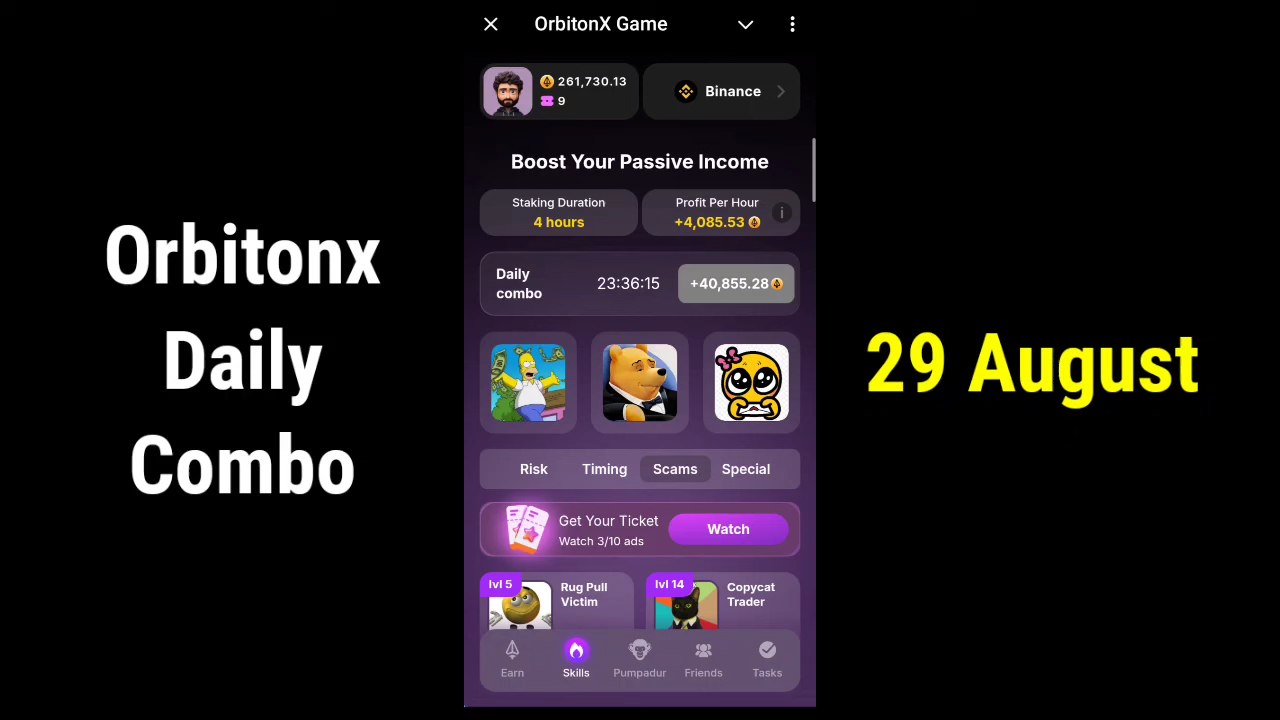 Orbitonx
Daily
Combo
OrbitonX Game
261,730.13
9
Binance
Boost Your Passive Income
Staking Duration
4 hours
Profit Per Hour
+4,085.53
Daily
combo
23:36:15
+40,855.28
Risk
Timing
Scams
Special
Get Your Ticket
Watch 3/10 ads
Watch
lvl 5
Rug Pull
Victim
lvl 14
Copycat
Trader
Earn
Skills
Pumpadur
Friends
Tasks
29 August